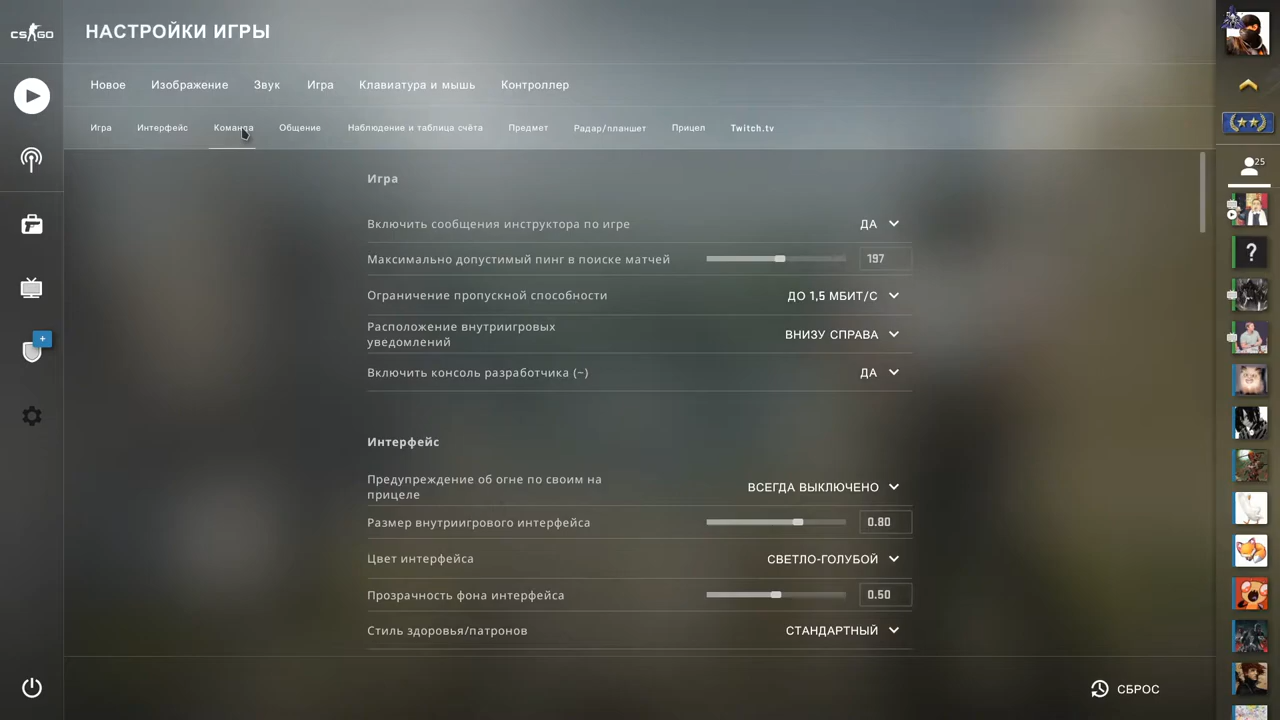 CS:GO
НАСТРОЙКИ ИГРЫ
Новое Изображение Звук Игра Клавиатура и мышь Контроллер
Игра Интерфейс Команда Общение Наблюдение и таблица счёта Предмет Радар/планшет Прицел Twitch.tv
25
Игра
Включить сообщения инструктора по игре ДА
Максимально допустимый пинг в поиске матчей 197
Ограничение пропускной способности ДО 1,5 МБИТ/С
Расположение внутриигровых
уведомлений ВНИЗУ СПРАВА
Включить консоль разработчика (~) ДА
Интерфейс
Предупреждение об огне по своим на
прицеле ВСЕГДА ВЫКЛЮЧЕНО
Размер внутриигрового интерфейса 0.80
Цвет интерфейса СВЕТЛО-ГОЛУБОЙ
Прозрачность фона интерфейса 0.50
Стиль здоровья/патронов СТАНДАРТНЫЙ
СБРОС